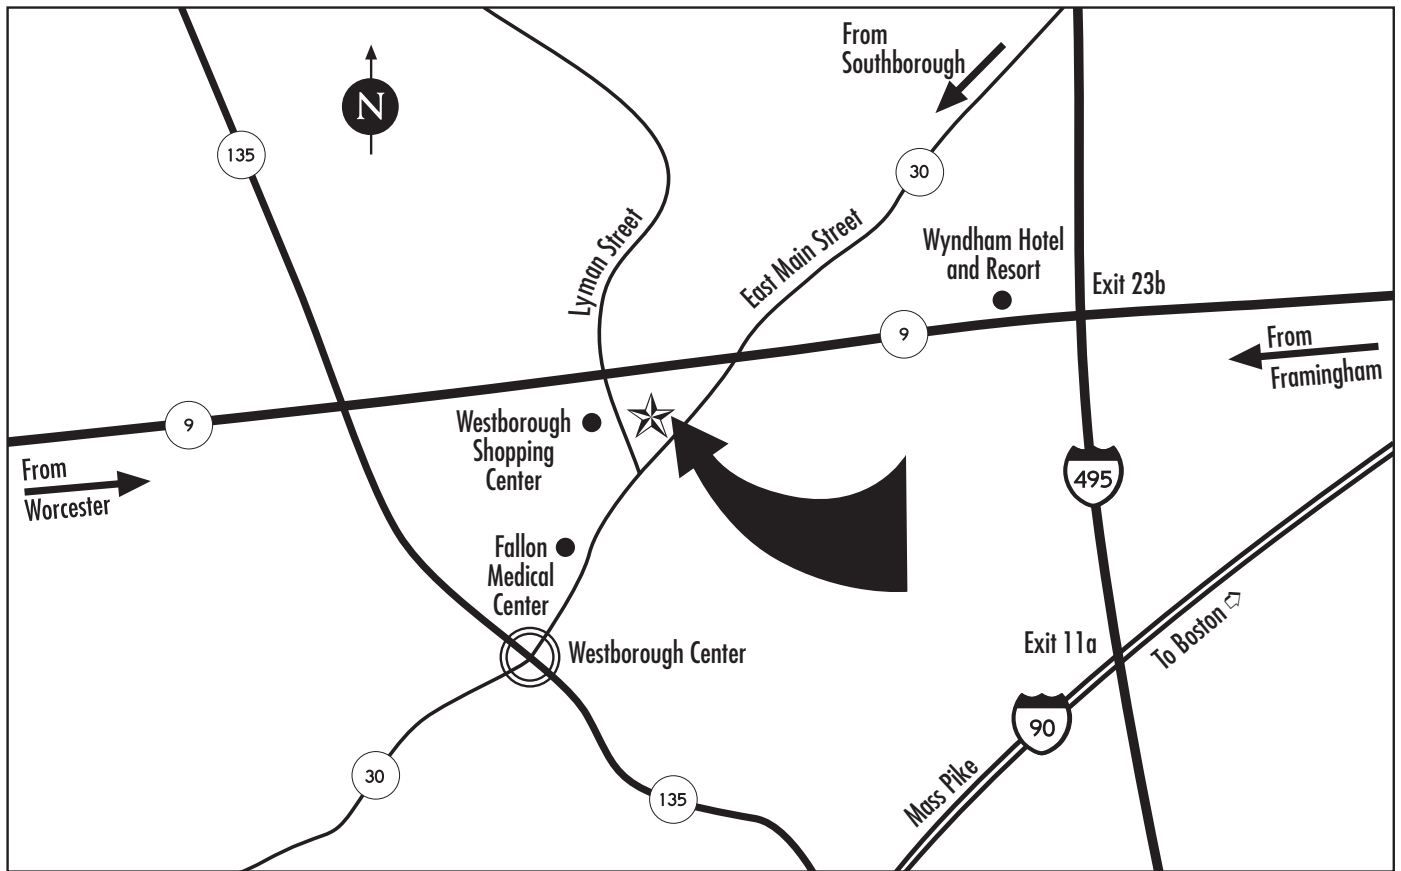 From
Southborough
N
135
30
Lyman Street
East Main Street
Wyndham Hotel
and Resort
Exit 23b
9
From
Framingham
9
Westborough
Shopping
Center
From
Worcester
495
Fallon
Medical
Center
To Boston
Exit 11a
Westborough Center
90
30
Mass Pike
135